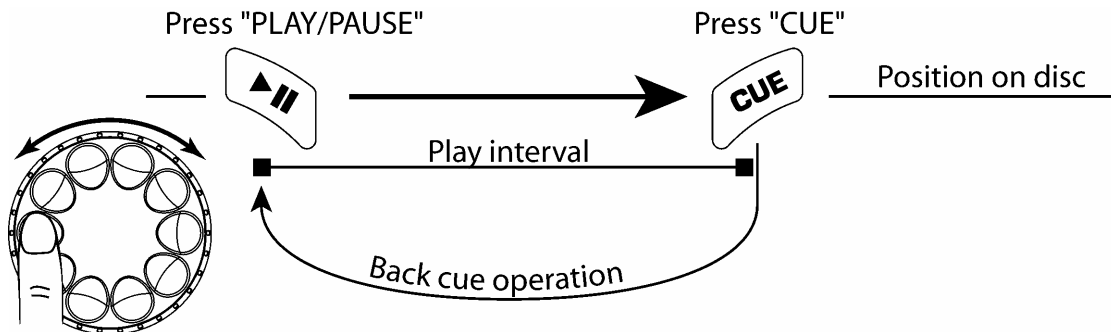 Press "PLAY/PAUSE"
Press "CUE"
CUE
Position on disc
Play interval
Back cue operation